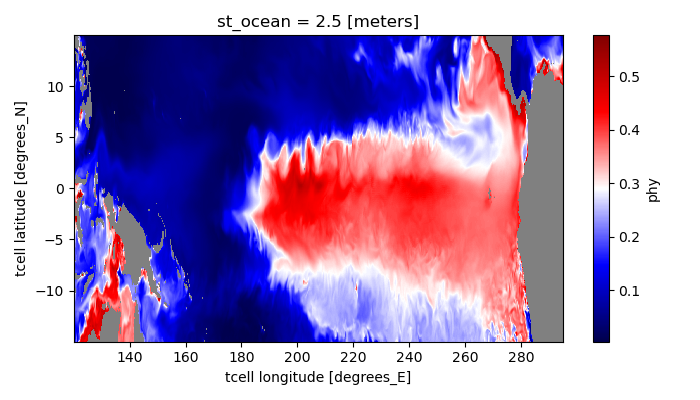 st_ocean = 2.5 [meters]
10
5
0
−5
−10
tcell latitude [degrees_N]
140 160 180 200 220 240 260 280
tcell longitude [degrees_E]
0.5
0.4
0.3
0.2
0.1
phy